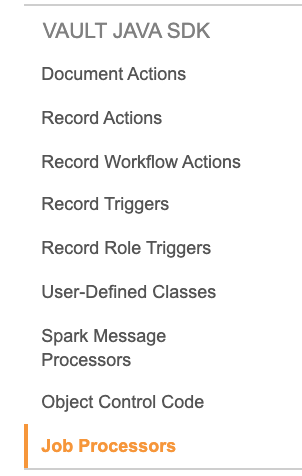 VAULT JAVA SDK
Document Actions
Record Actions
Record Workflow Actions
Record Triggers
Record Role Triggers
User-Defined Classes
Spark Message
Processors
Object Control Code
Job Processors